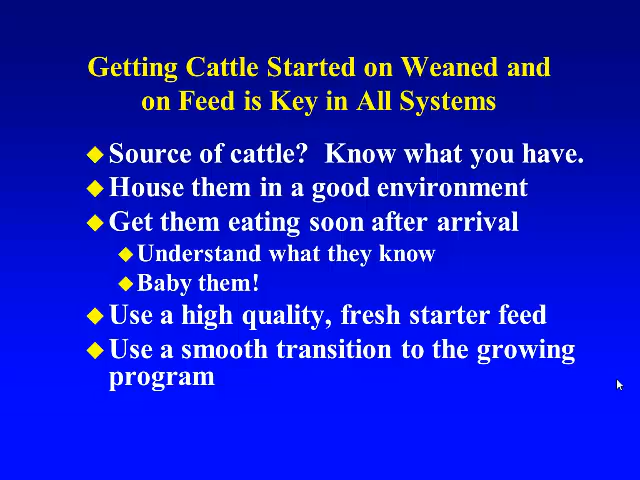 Getting Cattle Started on Weaned and
on Feed is Key in All Systems
Source of cattle?  Know what you have.
House them in a good environment
Get them eating soon after arrival
Understand what they know
Baby them!
Use a high quality, fresh starter feed
Use a smooth transition to the growing
program